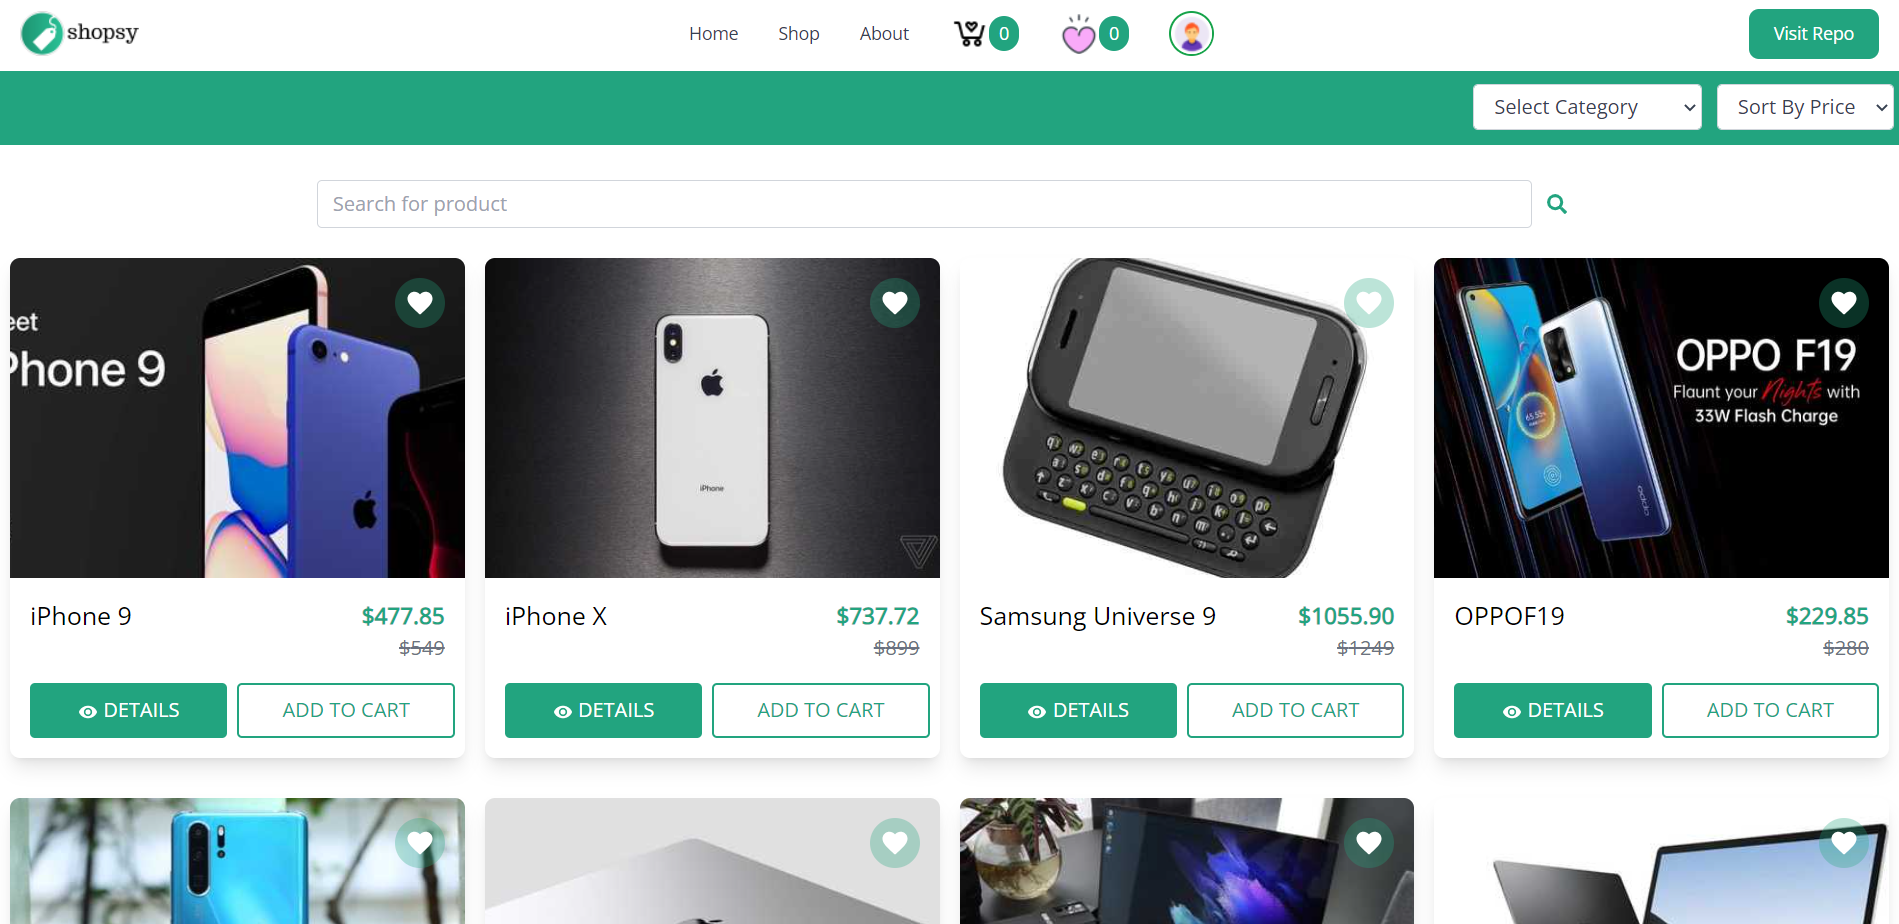 shopsy
Home
Shop
About
0
0
Visit Repo
Select Category
Sort By Price
Search for product
eet
Phone 9
iPhone
OPPO F19
Flaunt your Nights with
33W Flash Charge
oppo
iPhone 9
$477.85
$549
DETAILS
ADD TO CART
iPhone X
$737.72
$899
DETAILS
ADD TO CART
Samsung Universe 9
$1055.90
$1249
DETAILS
ADD TO CART
OPPOF19
$229.85
$280
DETAILS
ADD TO CART